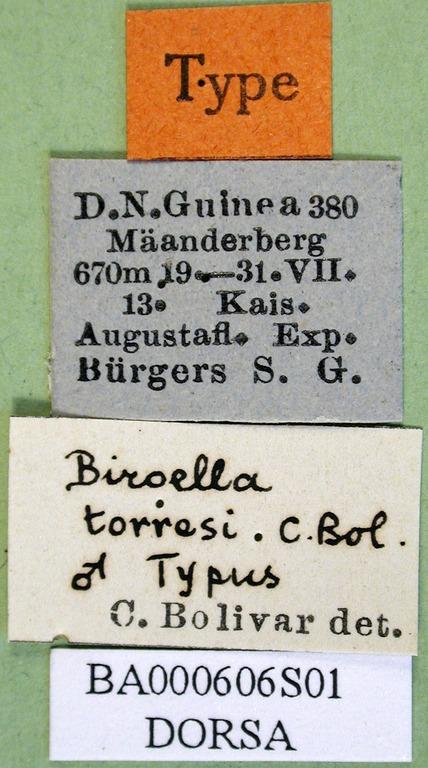 Type
D.N.Guinea 380
Mäanderberg
670m 19.—31.VII.
13. Kais.
Augustafl. Exp.
Bürgers S. G.
Biroella
torresi. C. Bol.
♂ Typus
C. Bolivar det.
BA000606S01
DORSA